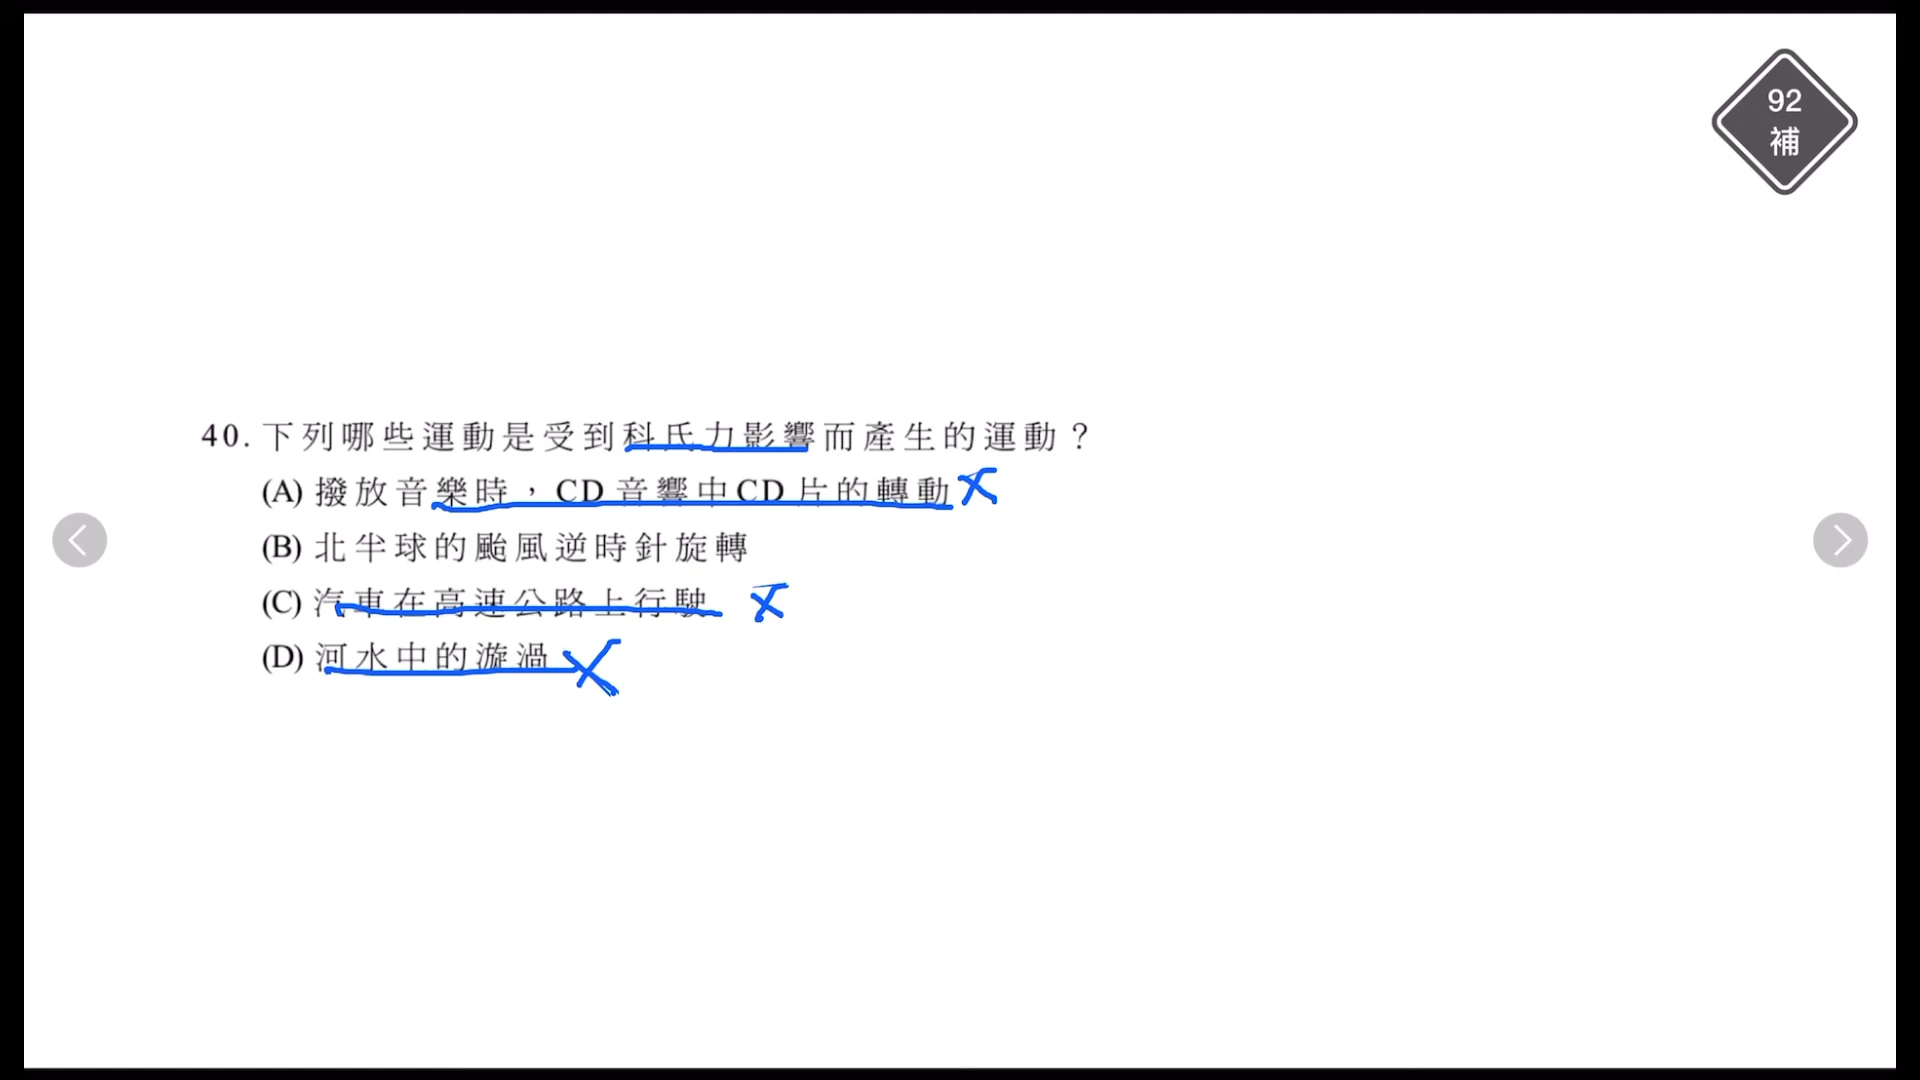 92
補
40.下列哪些運動是受到科氏力影響而產生的運動？
(A)撥放音樂時，CD音響中CD片的轉動
(B)北半球的颱風逆時針旋轉
(C)汽車在高速公路上行駛
(D)河水中的漩渦